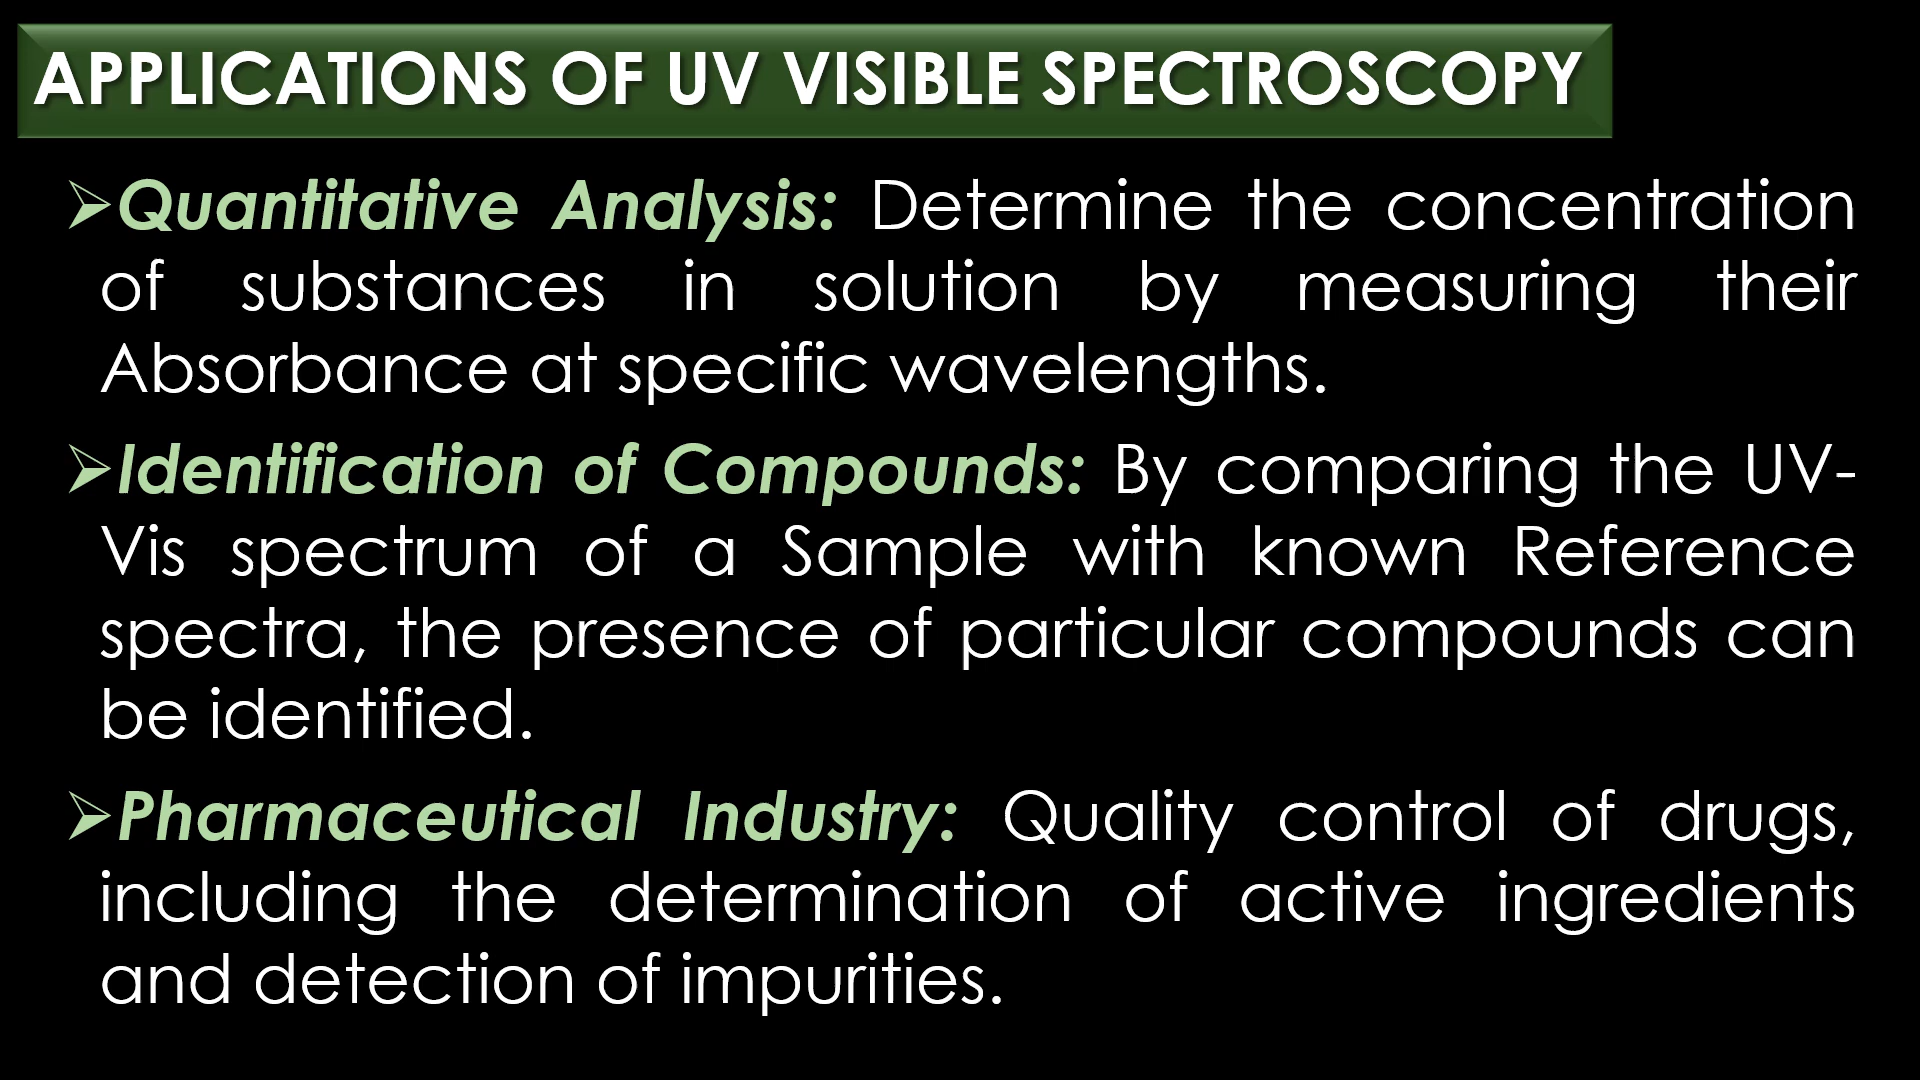 APPLICATIONS OF UV VISIBLE SPECTROSCOPY
➢Quantitative Analysis: Determine the concentration
of substances in solution by measuring their
Absorbance at specific wavelengths.
➢Identification of Compounds: By comparing the UV-
Vis spectrum of a Sample with known Reference
spectra, the presence of particular compounds can
be identified.
➢Pharmaceutical Industry: Quality control of drugs,
including the determination of active ingredients
and detection of impurities.